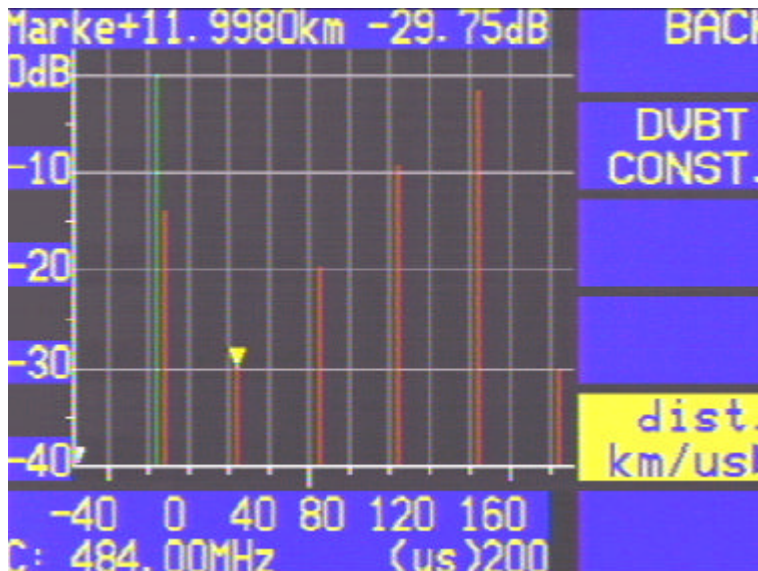 Marke+11.9980km -29.75dB
BACK
0dB
DVBT
CONST.
-10
-20
-30
dist.
km/usb
-40
-40 0 40 80 120 160
C: 484.00MHz (us)200